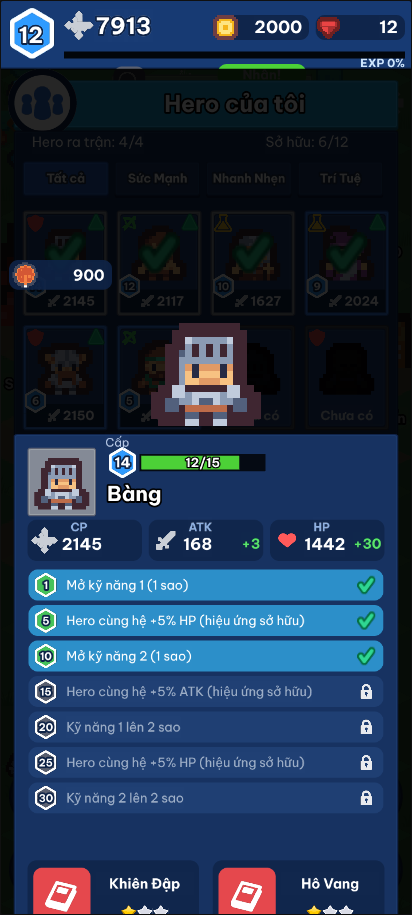 12
7913
2000
12
EXP 0%
Hero của tôi
Hero ra trận: 4/4
Sở hữu: 6/12
Tất cả
Sức Mạnh
Nhanh Nhẹn
Trí Tuệ
900
2145
12
2117
10
1627
9
2024
6
2150
5
có
Chưa có
Cấp
14
12/15
Bàng
CP
2145
ATK
168
+3
HP
1442
+30
1
Mở kỹ năng 1 (1 sao)
5
Hero cùng hệ +5% HP (hiệu ứng sở hữu)
10
Mở kỹ năng 2 (1 sao)
15
Hero cùng hệ +5% ATK (hiệu ứng sở hữu)
20
Kỹ năng 1 lên 2 sao
25
Hero cùng hệ +5% HP (hiệu ứng sở hữu)
30
Kỹ năng 2 lên 2 sao
Khiên Đập
Hô Vang